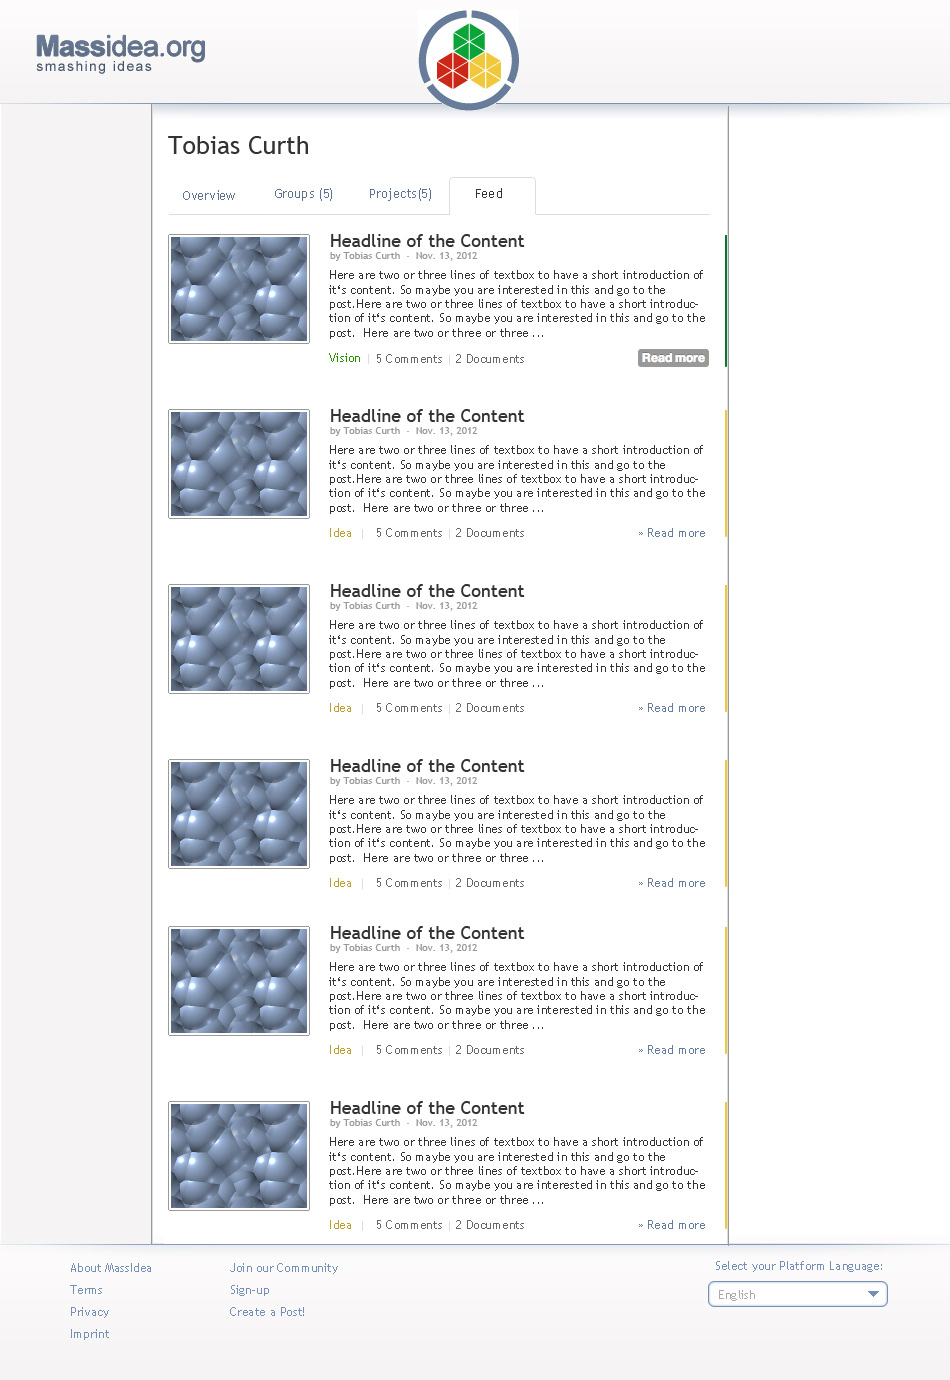 Massidea.org
smashing ideas
Tobias Curth
Overview Groups (5) Projects(5) Feed
Headline of the Content
by Tobias Curth - Nov. 13, 2012
Here are two or three lines of textbox to have a short introduction of
it's content. So maybe you are interested in this and go to the
post.Here are two or three lines of textbox to have a short introduc-
tion of it's content. So maybe you are interested in this and go to the
post. Here are two or three or three ...
Vision | 5 Comments | 2 Documents Read more
Headline of the Content
by Tobias Curth - Nov. 13, 2012
Here are two or three lines of textbox to have a short introduction of
it's content. So maybe you are interested in this and go to the
post.Here are two or three lines of textbox to have a short introduc-
tion of it's content. So maybe you are interested in this and go to the
post. Here are two or three or three ...
Idea | 5 Comments | 2 Documents » Read more
Headline of the Content
by Tobias Curth - Nov. 13, 2012
Here are two or three lines of textbox to have a short introduction of
it's content. So maybe you are interested in this and go to the
post.Here are two or three lines of textbox to have a short introduc-
tion of it's content. So maybe you are interested in this and go to the
post. Here are two or three or three ...
Idea | 5 Comments | 2 Documents » Read more
Headline of the Content
by Tobias Curth - Nov. 13, 2012
Here are two or three lines of textbox to have a short introduction of
it's content. So maybe you are interested in this and go to the
post.Here are two or three lines of textbox to have a short introduc-
tion of it's content. So maybe you are interested in this and go to the
post. Here are two or three or three ...
Idea | 5 Comments | 2 Documents » Read more
Headline of the Content
by Tobias Curth - Nov. 13, 2012
Here are two or three lines of textbox to have a short introduction of
it's content. So maybe you are interested in this and go to the
post.Here are two or three lines of textbox to have a short introduc-
tion of it's content. So maybe you are interested in this and go to the
post. Here are two or three or three ...
Idea | 5 Comments | 2 Documents » Read more
Headline of the Content
by Tobias Curth - Nov. 13, 2012
Here are two or three lines of textbox to have a short introduction of
it's content. So maybe you are interested in this and go to the
post.Here are two or three lines of textbox to have a short introduc-
tion of it's content. So maybe you are interested in this and go to the
post. Here are two or three or three ...
Idea | 5 Comments | 2 Documents » Read more
About MassIdea
Terms
Privacy
Imprint
Join our Community
Sign-up
Create a Post!
Select your Platform Language:
English